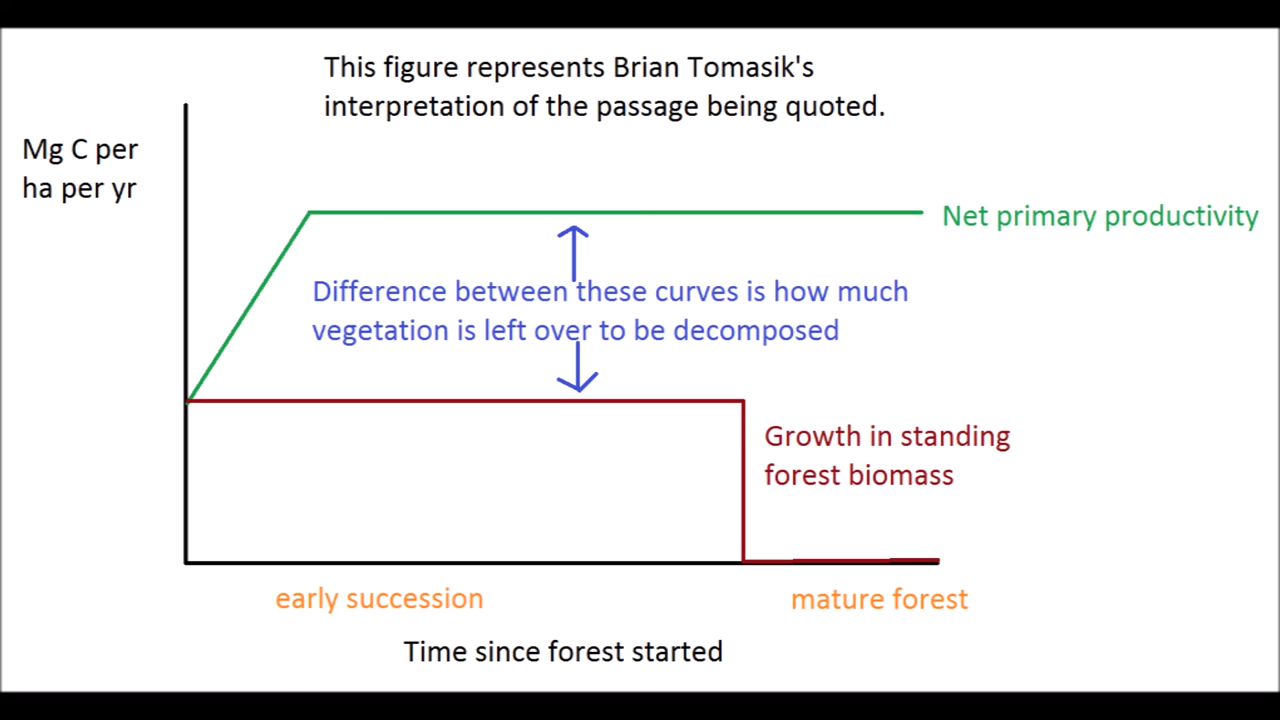 This figure represents Brian Tomasik's
interpretation of the passage being quoted.
Mg C per
ha per yr
Net primary productivity
Difference between these curves is how much
vegetation is left over to be decomposed
Growth in standing
forest biomass
early succession
mature forest
Time since forest started